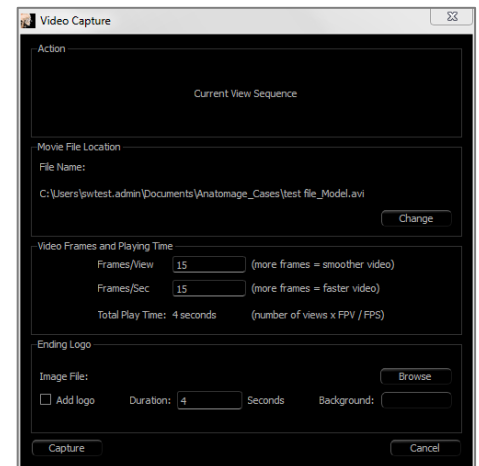 Video Capture
Action
Current View Sequence
Movie File Location
File Name:
C:\Users\swtest.admin\Documents\Anatomage_Cases\test file_Model.avi
Change
Video Frames and Playing Time
Frames/View 15 (more frames = smoother video)
Frames/Sec 15 (more frames = faster video)
Total Play Time: 4 seconds (number of views x FPV / FPS)
Ending Logo
Image File: Browse
Add logo Duration: 4 Seconds Background:
Capture Cancel